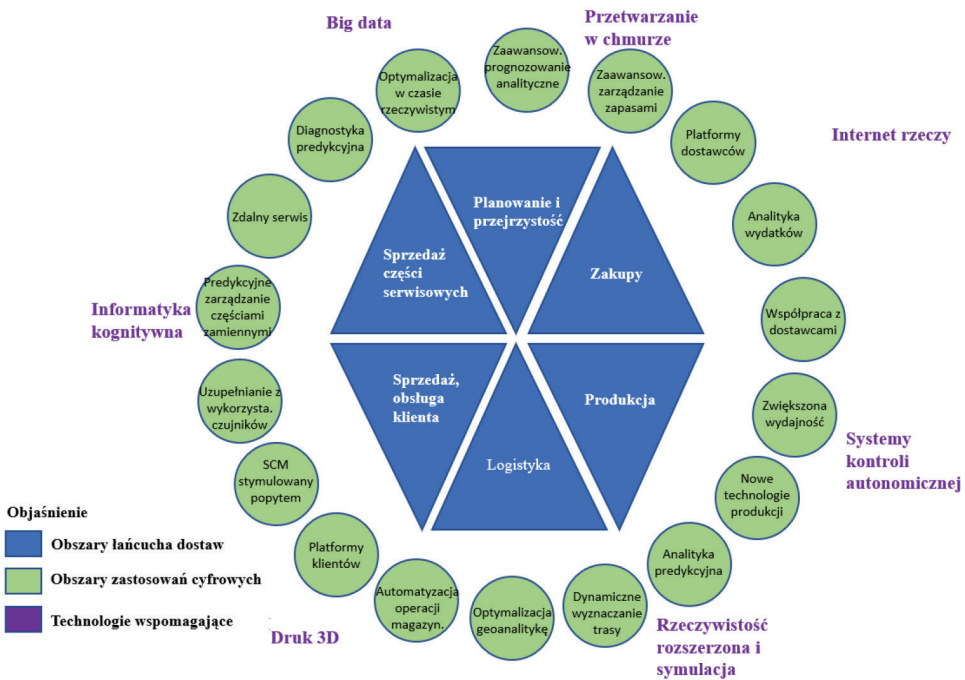 Big data
Przetwarzanie
w chmurze
Internet rzeczy
Informatyka
kognitywna
Systemy
kontroli
autonomicznej
Druk 3D
Rzeczywistość
rozszerzona i
symulacja
Zaawansow.
prognozowanie
analityczne
Zaawansow.
zarządzanie
zapasami
Platformy
dostawców
Analityka
wydatków
Współpraca z
dostawcami
Zwiększona
wydajność
Nowe
technologie
produkcji
Analityka
predykcyjna
Dynamiczne
wyznaczanie
trasy
Optymalizacja
geoanalitykę
Automatyzacja
operacji
magazyn.
Platformy
klientów
SCM
stymulowany
popytem
Uzupełnianie z
wykorzysta.
czujników
Predykcyjne
zarządzanie
częściami
zamiennymi
Zdalny serwis
Diagnostyka
predykcyjna
Optymalizacja
w czasie
rzeczywistym
Planowanie i
przejrzystość
Sprzedaż
części
serwisowych
Zakupy
Sprzedaż,
obsługa
klienta
Logistyka
Produkcja
Objaśnienie
Obszary łańcucha dostaw
Obszary zastosowań cyfrowych
Technologie wspomagające